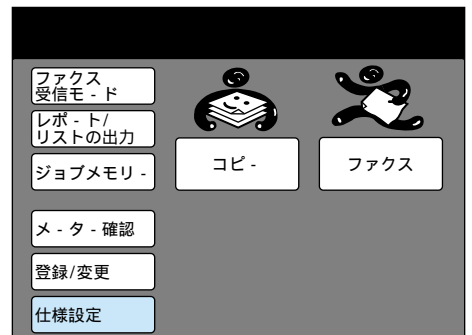 ファクス
受信モ - ド
レポ - ト/
リストの出力
ジョブメモリ -
コピ -
ファクス
メ - タ - 確認
登録/変更
仕様設定